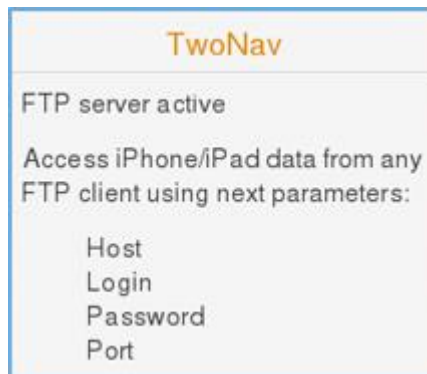 TwoNav
FTP server active
Access iPhone/iPad data from any
FTP client using next parameters:
Host
Login
Password
Port